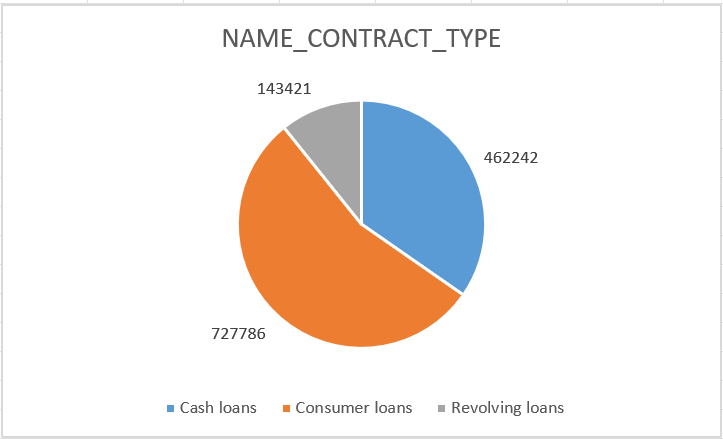 NAME_CONTRACT_TYPE
143421
462242
727786
Cash loans Consumer loans Revolving loans